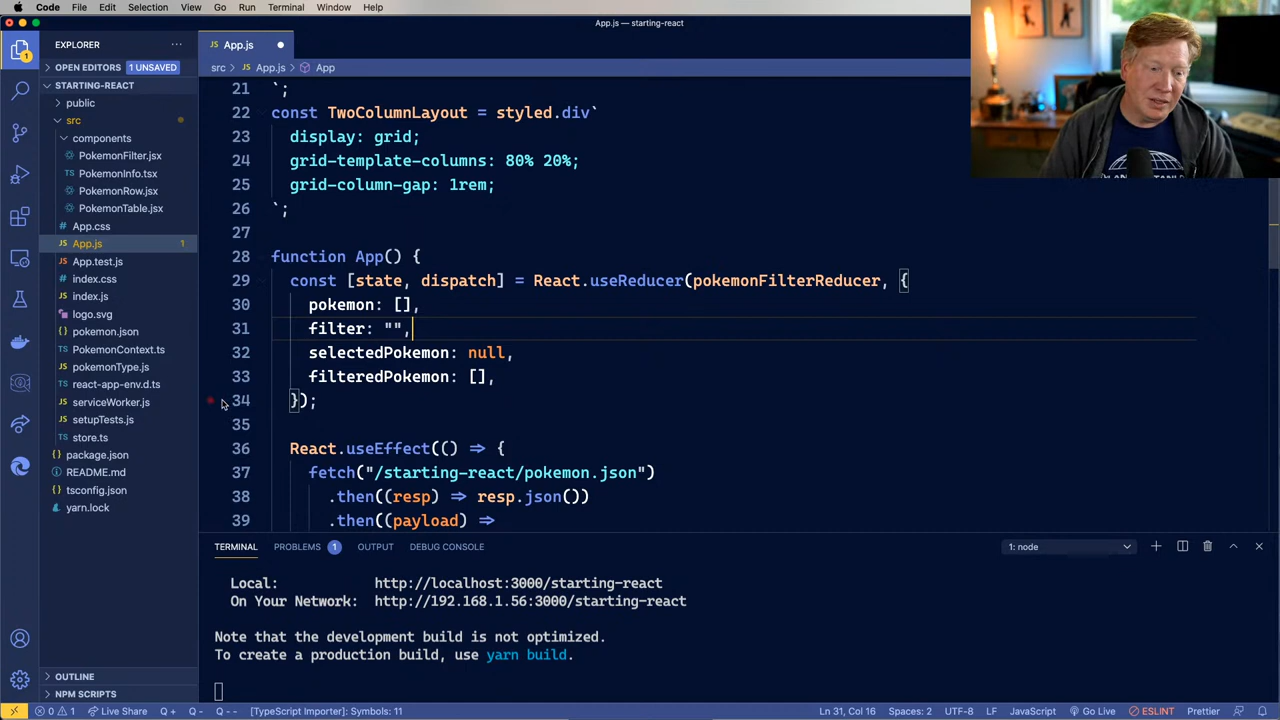 Code File Edit Selection View Go Run Terminal Window Help
App.js — starting-react
EXPLORER
OPEN EDITORS 1 UNSAVED
STARTING-REACT
public
src
components
PokemonFilter.jsx
PokemonInfo.tsx
PokemonRow.jsx
PokemonTable.jsx
App.css
App.js 1
App.test.js
index.css
index.js
logo.svg
pokemon.json
PokemonContext.ts
pokemonType.js
react-app-env.d.ts
serviceWorker.js
setupTests.js
store.ts
package.json
README.md
tsconfig.json
yarn.lock
OUTLINE
NPM SCRIPTS
JS App.js
src > JS App.js > App
21 `;
22 const TwoColumnLayout = styled.div`
23 display: grid;
24 grid-template-columns: 80% 20%;
25 grid-column-gap: 1rem;
26 `;
27
28 function App() {
29 const [state, dispatch] = React.useReducer(pokemonFilterReducer, {
30 pokemon: [],
31 filter: "",
32 selectedPokemon: null,
33 filteredPokemon: [],
34 });
35
36 React.useEffect(() => {
37 fetch("/starting-react/pokemon.json")
38 .then((resp) => resp.json())
39 .then((payload) =>
TERMINAL PROBLEMS 1 OUTPUT DEBUG CONSOLE 1: node
Local: http://localhost:3000/starting-react
On Your Network: http://192.168.1.56:3000/starting-react
Note that the development build is not optimized.
To create a production build, use yarn build.
0 1 Live Share Q + Q - Q -- [TypeScript Importer]: Symbols: 11 Ln 31, Col 16 Spaces: 2 UTF-8 LF JavaScript Go Live ESLINT Prettier